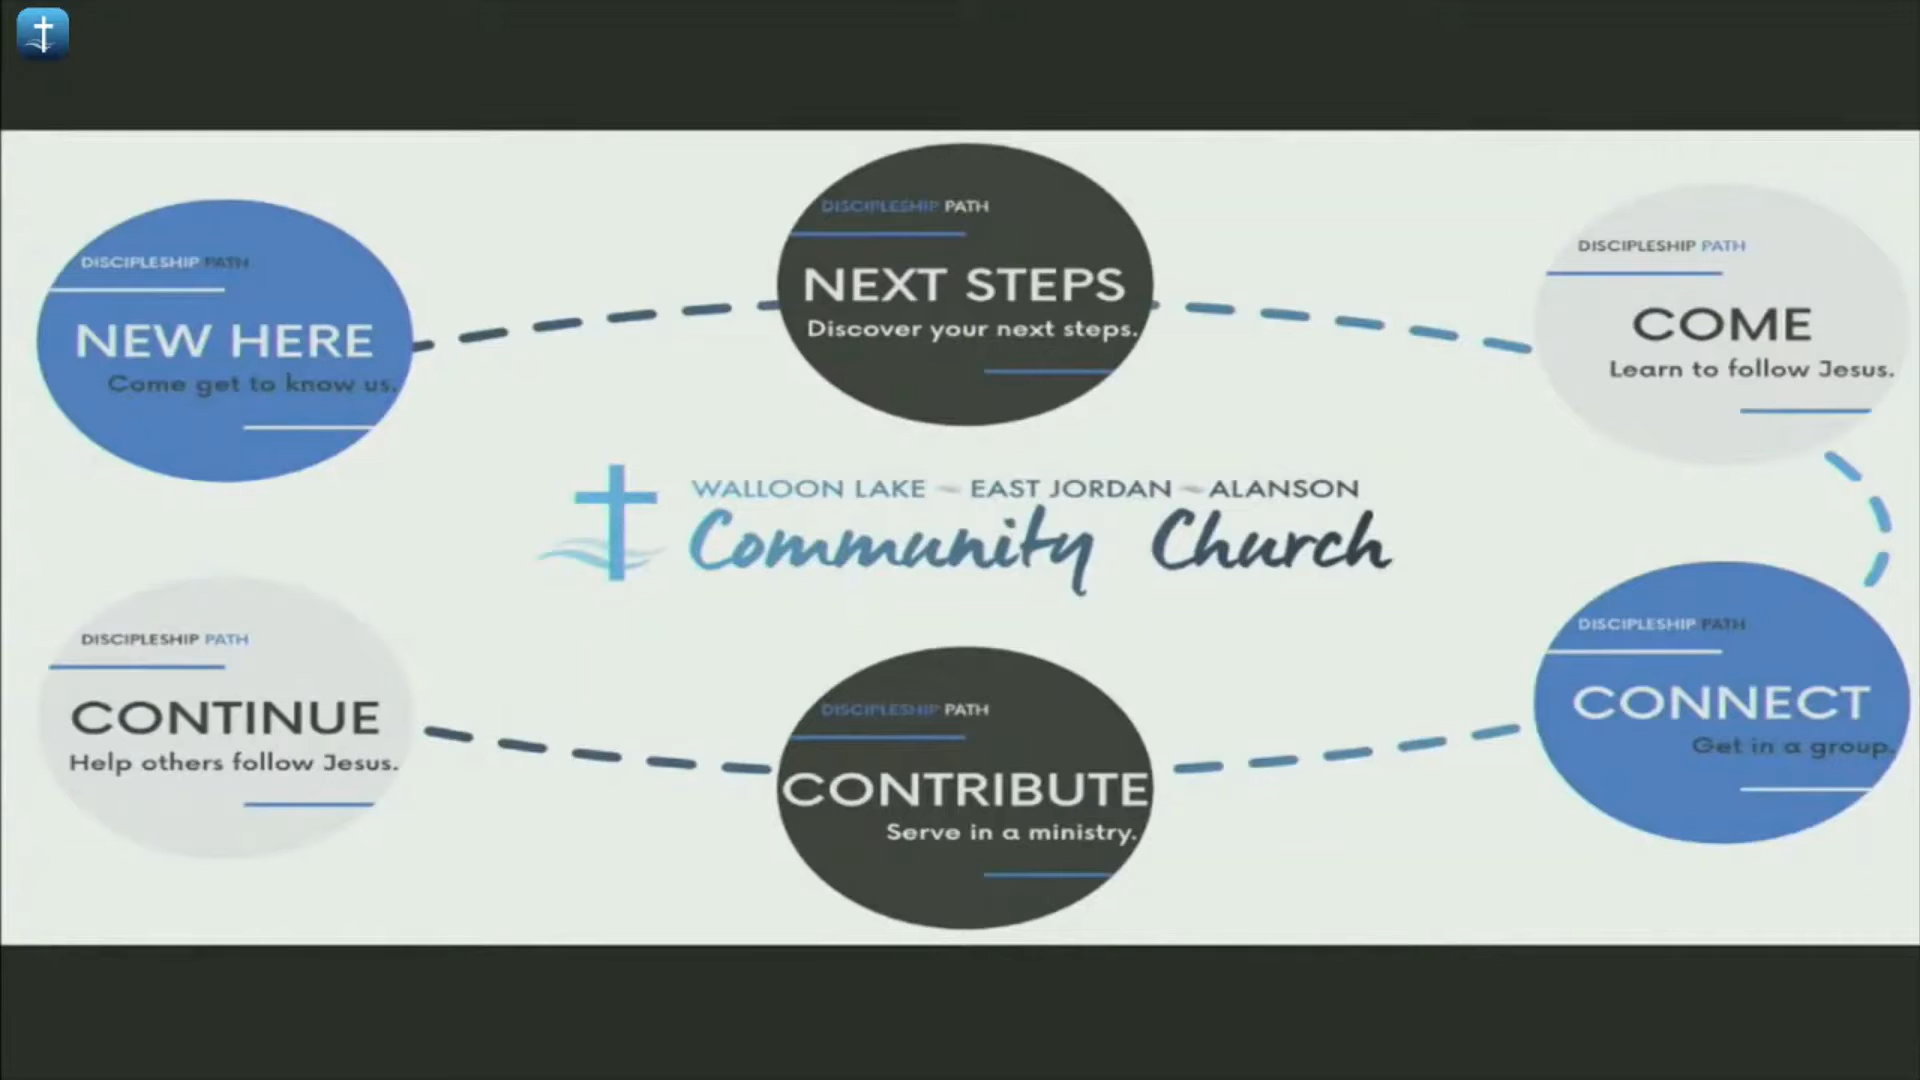 DISCIPLESHIP PATH
NEW HERE
Come get to know us.
DISCIPLESHIP PATH
NEXT STEPS
Discover your next steps.
DISCIPLESHIP PATH
COME
Learn to follow Jesus.
WALLOON LAKE ~ EAST JORDAN ~ ALANSON
Community Church
DISCIPLESHIP PATH
CONTINUE
Help others follow Jesus.
DISCIPLESHIP PATH
CONTRIBUTE
Serve in a ministry.
DISCIPLESHIP PATH
CONNECT
Get in a group.